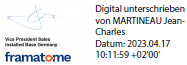 Vice President Sales
Installed Base Germany
framatome
Digital unterschrieben
von MARTINEAU Jean-
Charles
Datum: 2023.04.17
10:11:59 +02'00'